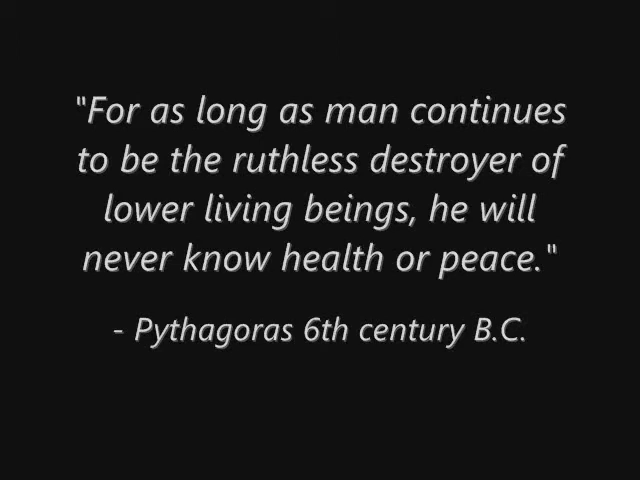 "For as long as man continues
to be the ruthless destroyer of
lower living beings, he will
never know health or peace."
- Pythagoras 6th century B.C.